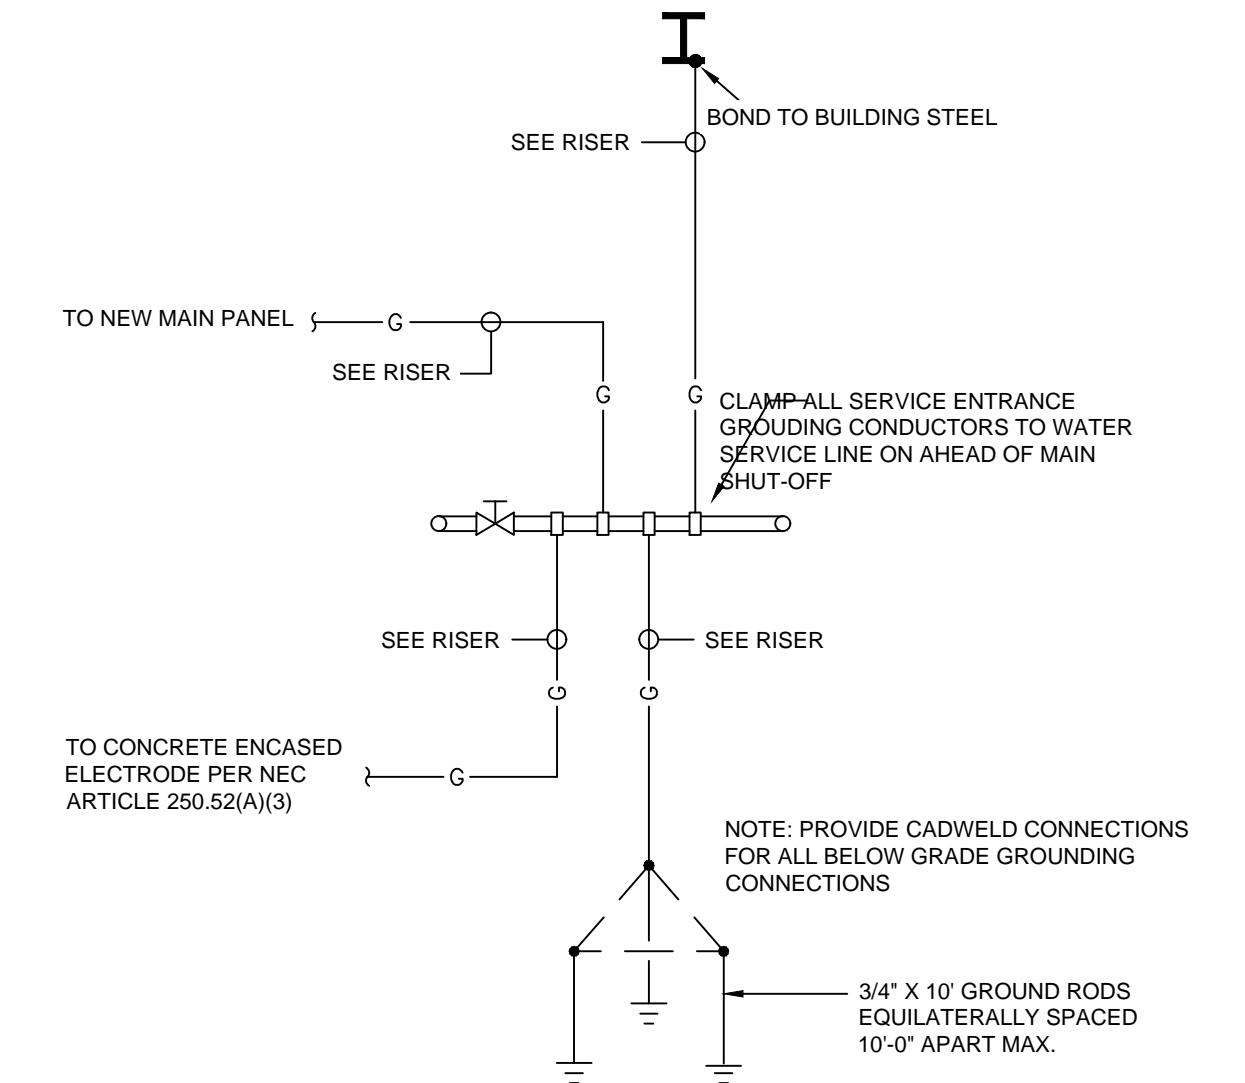 BOND TO BUILDING STEEL
SEE RISER
TO NEW MAIN PANEL
G
SEE RISER
G
G
CLAMP ALL SERVICE ENTRANCE
GROUDING CONDUCTORS TO WATER
SERVICE LINE ON AHEAD OF MAIN
SHUT-OFF
SEE RISER
SEE RISER
G
G
TO CONCRETE ENCASED
ELECTRODE PER NEC
ARTICLE 250.52(A)(3)
G
NOTE: PROVIDE CADWELD CONNECTIONS
FOR ALL BELOW GRADE GROUNDING
CONNECTIONS
3/4" X 10' GROUND RODS
EQUILATERALLY SPACED
10'-0" APART MAX.